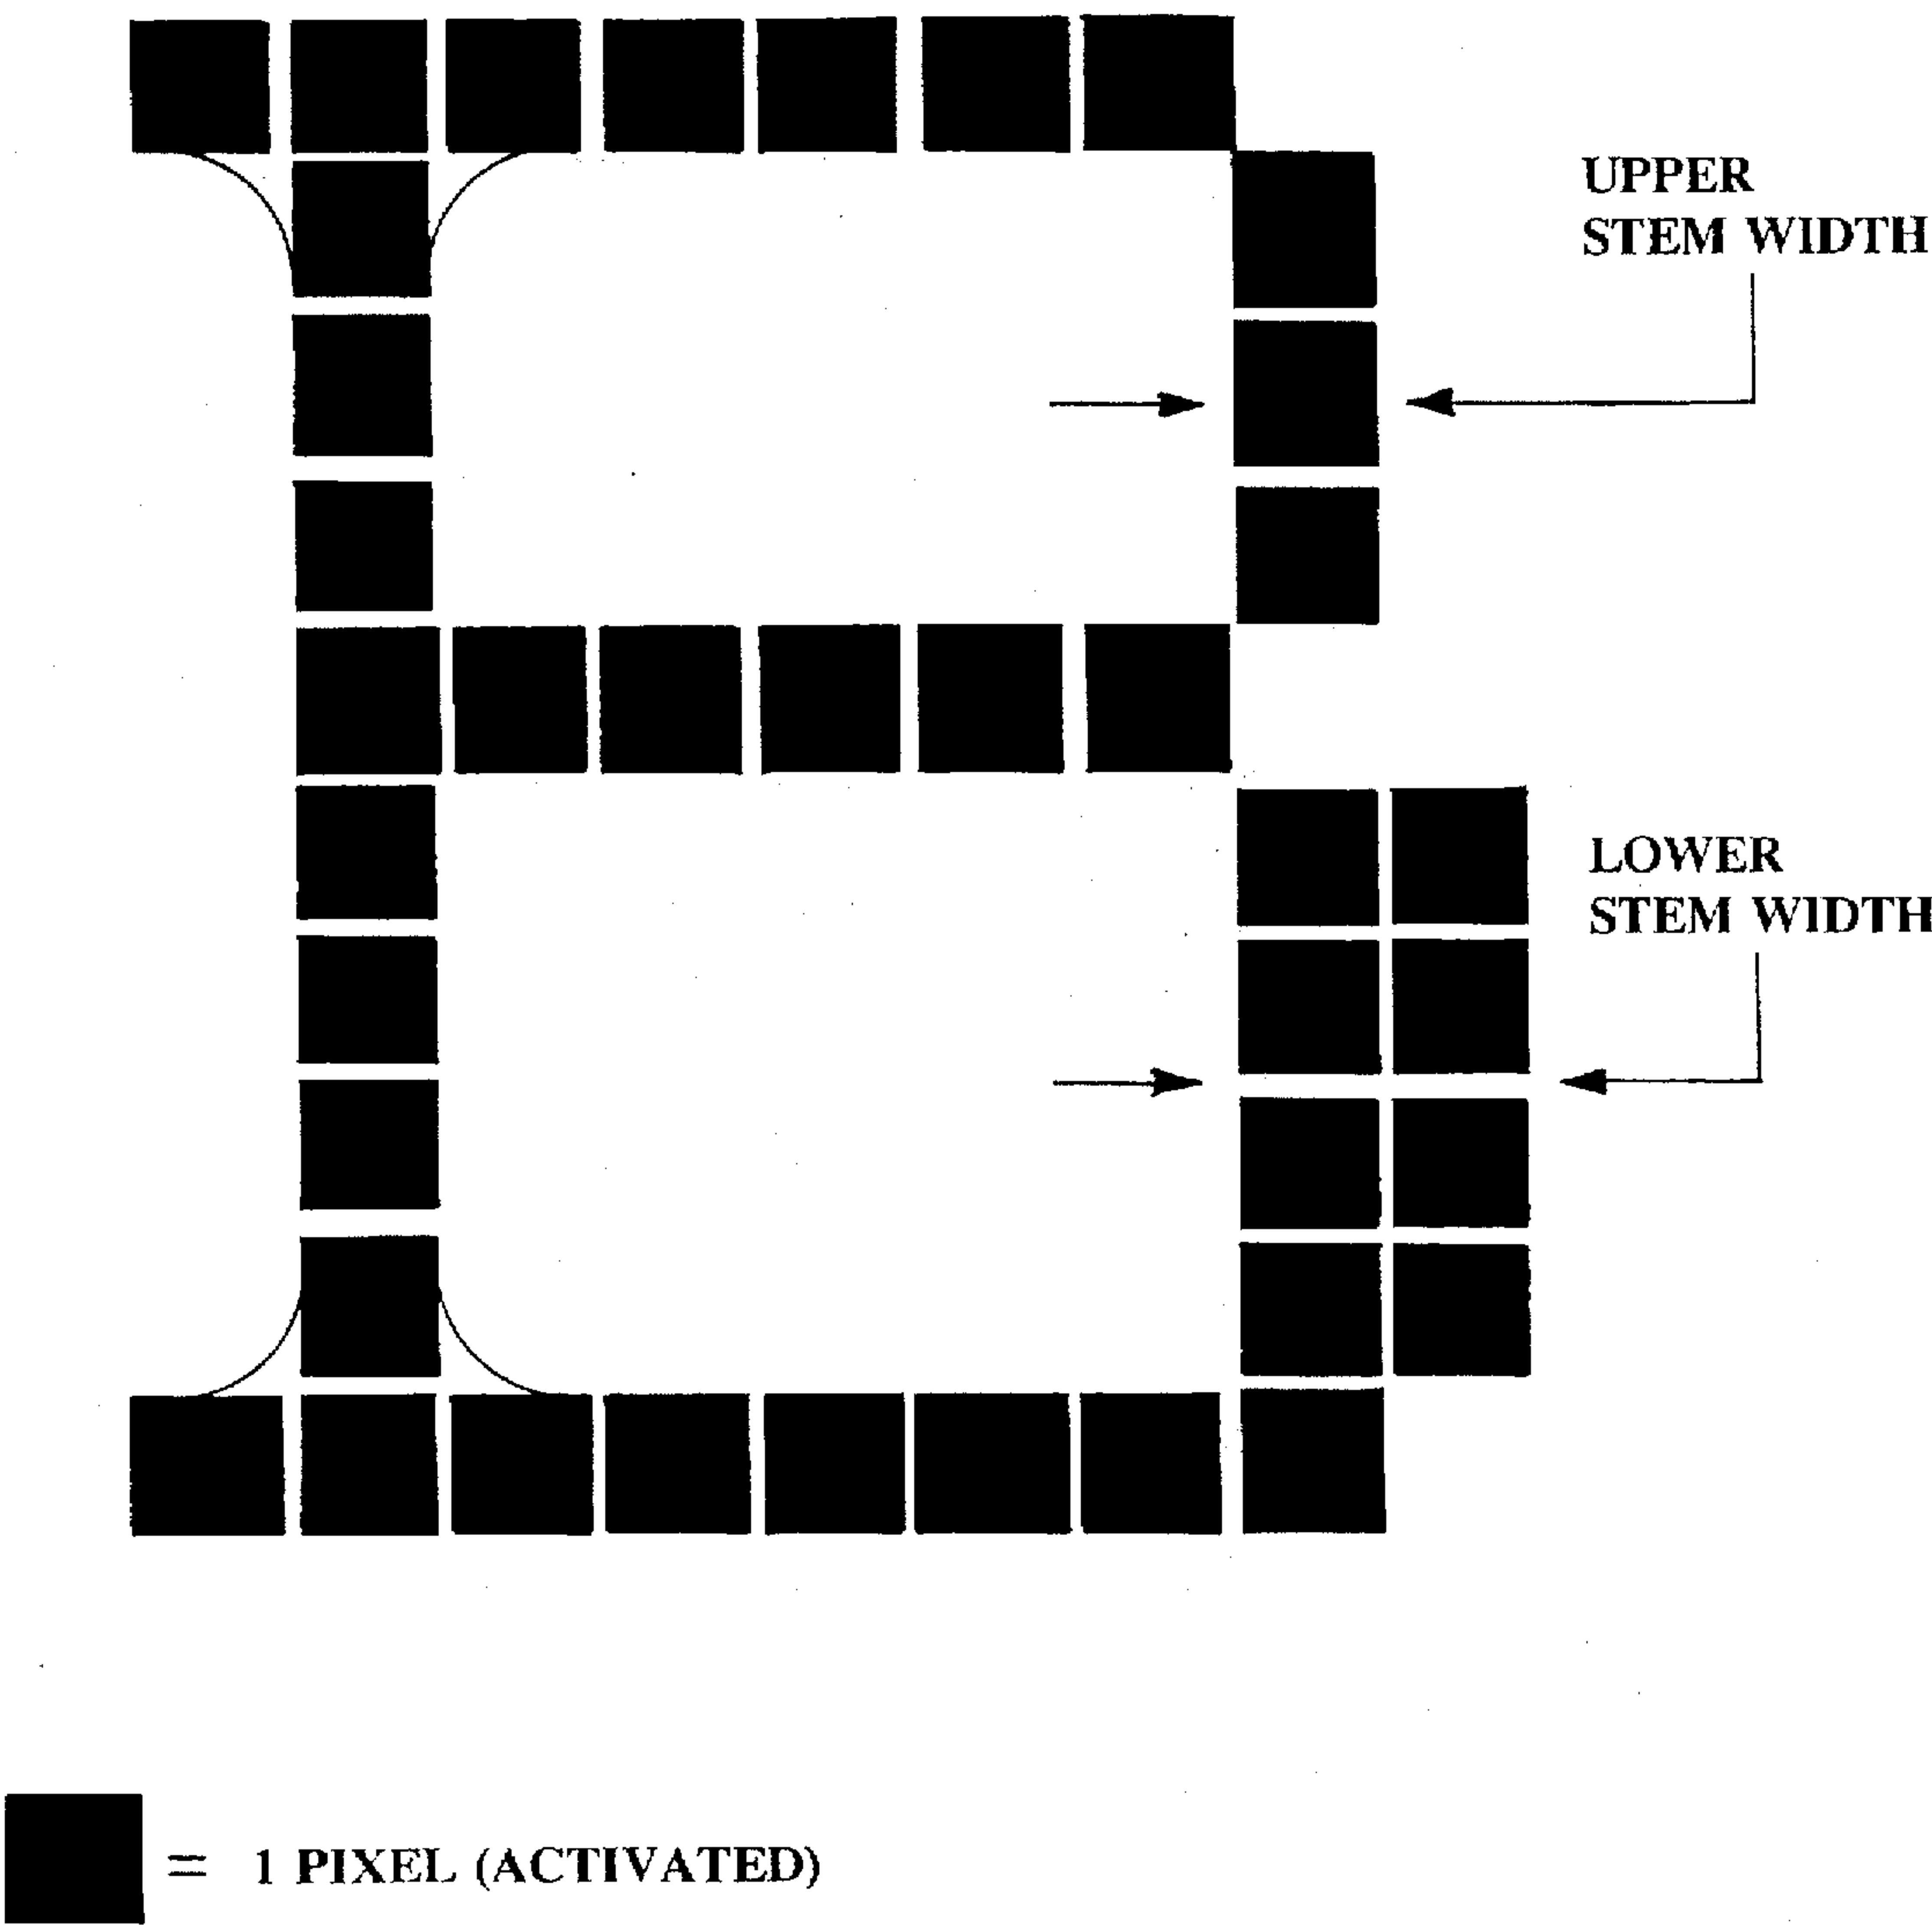 UPPER
STEM WIDTH
LOWER
STEM WIDTH
= 1 PIXEL (ACTIVATED)